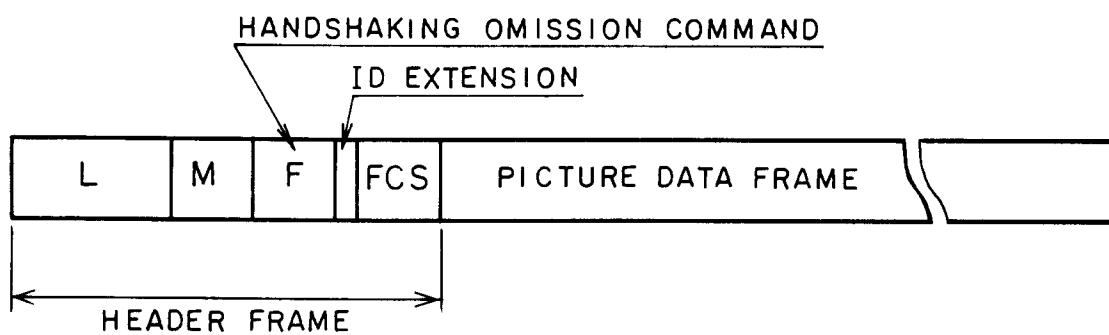 HANDSHAKING OMISSION COMMAND
ID EXTENSION
L M F FCS PICTURE DATA FRAME
HEADER FRAME